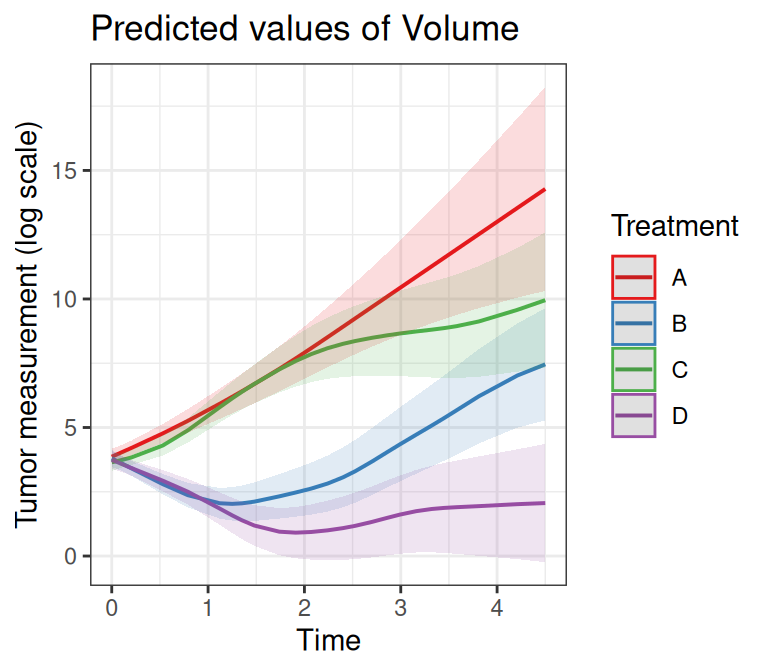 Predicted values of Volume
Tumor measurement (log scale)
15
10
5
0
0 1 2 3 4
Time
Treatment
A
B
C
D